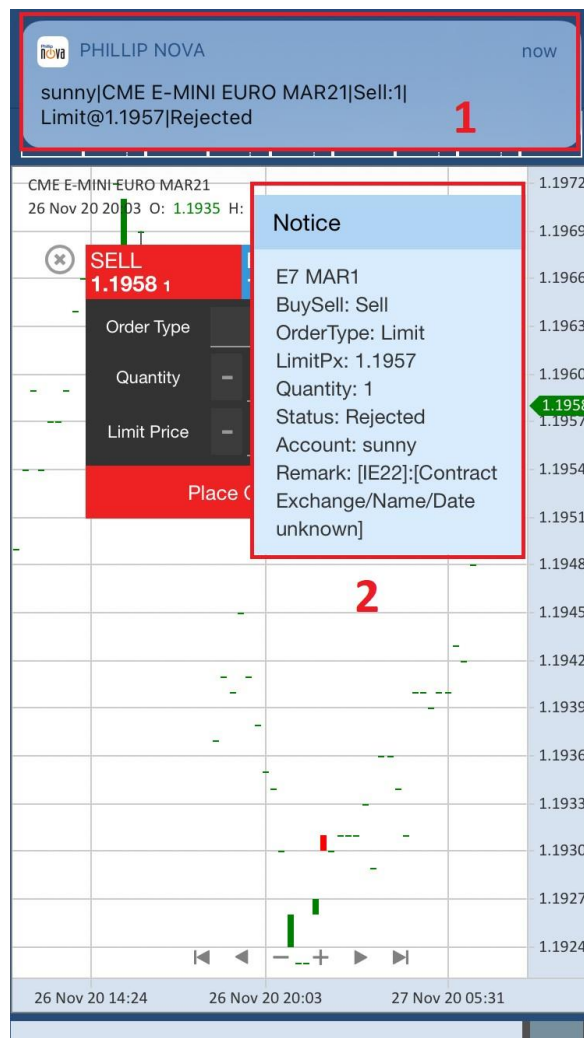 Phillip
nova
PHILLIP NOVA
now
sunny|CME E-MINI EURO MAR21|Sell:1|
Limit@1.1957|Rejected
1
CME E-MINI EURO MAR21
26 Nov 20 20:03 O: 1.1935 H:
SELL
1.1958 1
Order Type
Quantity
−
Limit Price
−
Place
Notice
E7 MAR1
BuySell: Sell
OrderType: Limit
LimitPx: 1.1957
Quantity: 1
Status: Rejected
Account: sunny
Remark: [IE22]:[Contract
Exchange/Name/Date
unknown]
2
1.1972
1.1969
1.1966
1.1963
1.1960
1.1958
1.1957
1.1954
1.1951
1.1948
1.1945
1.1942
1.1939
1.1936
1.1933
1.1930
1.1927
1.1924
26 Nov 20 14:24
26 Nov 20 20:03
27 Nov 20 05:31